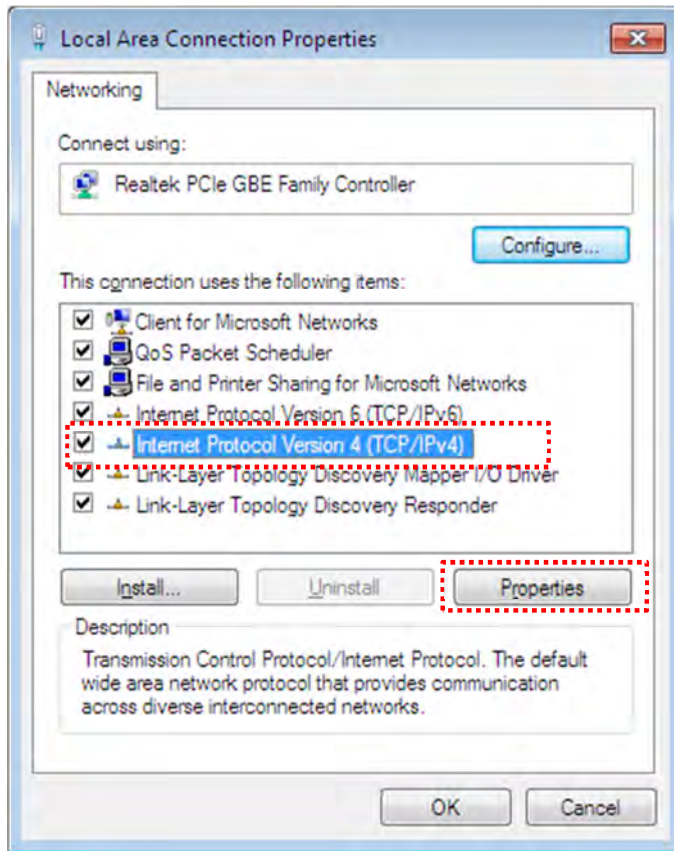 Local Area Connection Properties
Networking
Connect using:
Realtek PCIe GBE Family Controller
Configure...
This connection uses the following items:
Client for Microsoft Networks
QoS Packet Scheduler
File and Printer Sharing for Microsoft Networks
Internet Protocol Version 6 (TCP/IPv6)
Internet Protocol Version 4 (TCP/IPv4)
Link-Layer Topology Discovery Mapper I/O Driver
Link-Layer Topology Discovery Responder
Install... Uninstall Properties
Description
Transmission Control Protocol/Internet Protocol. The default
wide area network protocol that provides communication
across diverse interconnected networks.
OK Cancel